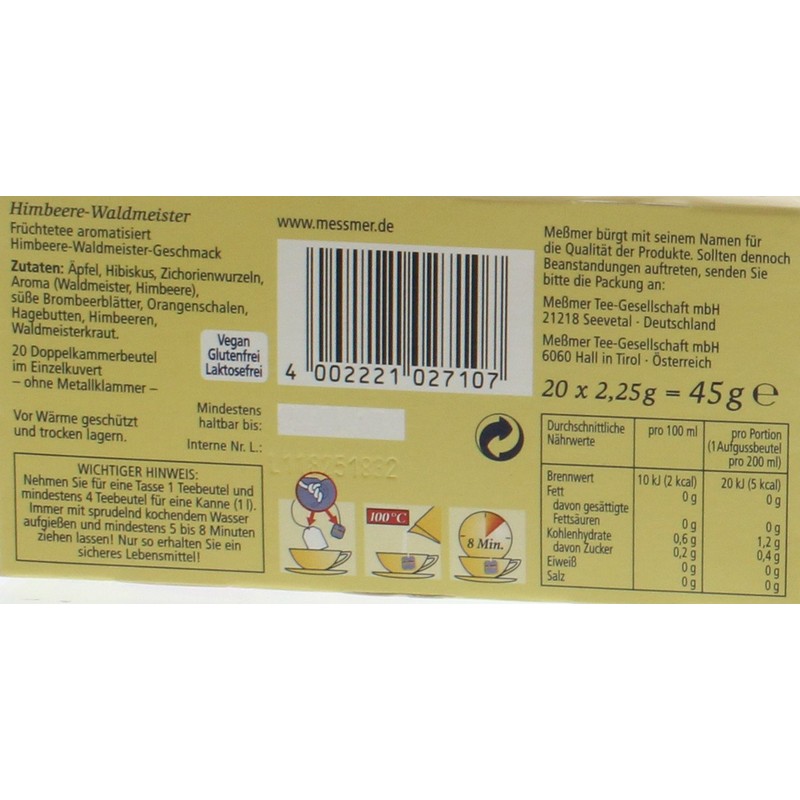 Himbeere-Waldmeister
Früchtetee aromatisiert
Himbeere-Waldmeister-Geschmack
Zutaten: Äpfel, Hibiskus, Zichorienwurzeln,
Aroma (Waldmeister, Himbeere),
süße Brombeerblätter, Orangenschalen,
Hagebutten, Himbeeren,
Waldmeisterkraut.
20 Doppelkammerbeutel
im Einzelkuvert
– ohne Metallklammer –
Vegan
Glutenfrei
Laktosefrei
Vor Wärme geschützt
und trocken lagern.
Mindestens
haltbar bis:
Interne Nr. L.:
WICHTIGER HINWEIS:
Nehmen Sie für eine Tasse 1 Teebeutel und
mindestens 4 Teebeutel für eine Kanne (1 l).
Immer mit sprudelnd kochendem Wasser
aufgießen und mindestens 5 bis 8 Minuten
ziehen lassen! Nur so erhalten Sie ein
sicheres Lebensmittel!
www.messmer.de
4 002221 027107
100°C
8 Min.
Meßmer bürgt mit seinem Namen für
die Qualität der Produkte. Sollten dennoch
Beanstandungen auftreten, senden Sie
bitte die Packung an:
Meßmer Tee-Gesellschaft mbH
21218 Seevetal · Deutschland
Meßmer Tee-Gesellschaft mbH
6060 Hall in Tirol · Österreich
20 x 2,25g = 45g e
Durchschnittliche Nährwerte pro 100 ml pro Portion (1 Aufgussbeutel pro 200 ml)
Brennwert 10 kJ (2 kcal) 20 kJ (5 kcal)
Fett 0 g 0 g
davon gesättigte
Fettsäuren 0 g 0 g
Kohlenhydrate 0,6 g 1,2 g
davon Zucker 0,2 g 0,4 g
Eiweiß 0 g 0 g
Salz 0 g 0 g